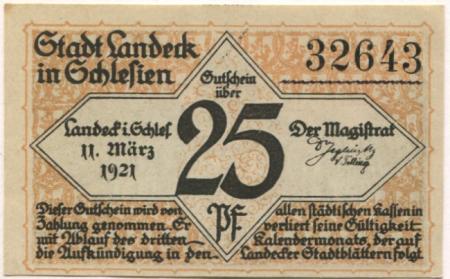 Stadt Landeck
in Schlesien
32643
Gutschein
über
25
Pf
Landeck i. Schles.
11. März
1921
Der Magistrat
Dieser Gutschein wird von allen städtischen Kassen in
Zahlung genommen. Er verliert seine Gültigkeit
mit Ablauf des dritten Kalendermonats, der auf
die Aufkündigung in den Landecker Stadtblättern folgt.